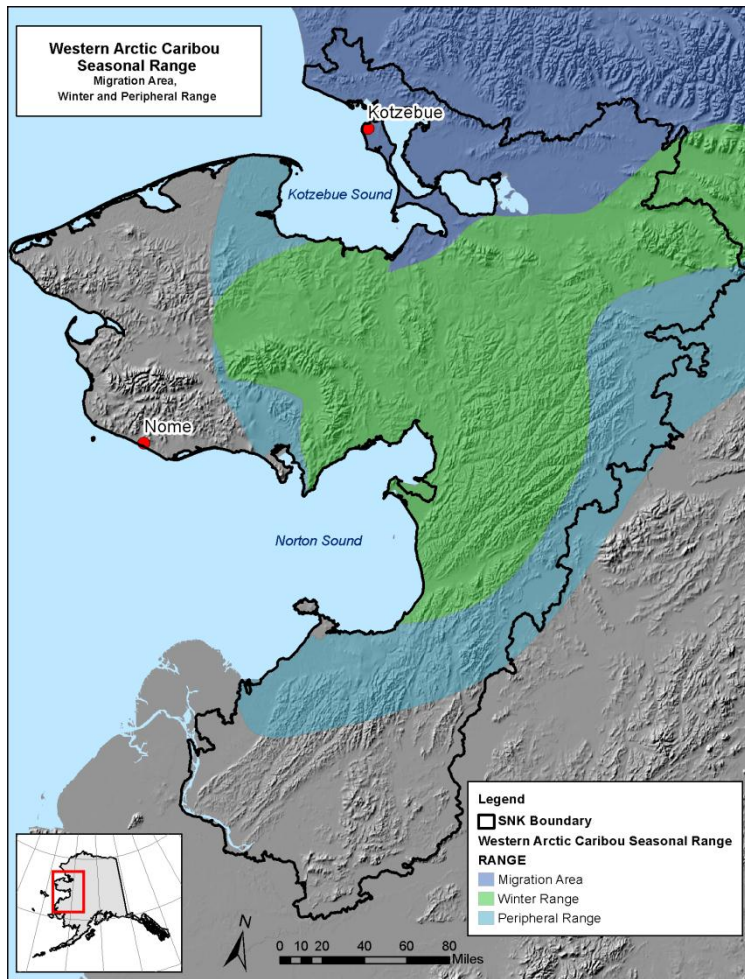 Western Arctic Caribou
Seasonal Range
Migration Area,
Winter and Peripheral Range
Kotzebue
Kotzebue Sound
Nome
Norton Sound
Legend
SNK Boundary
Western Arctic Caribou Seasonal Range
RANGE
Migration Area
Winter Range
Peripheral Range
N
0 10 20 40 60 80
Miles